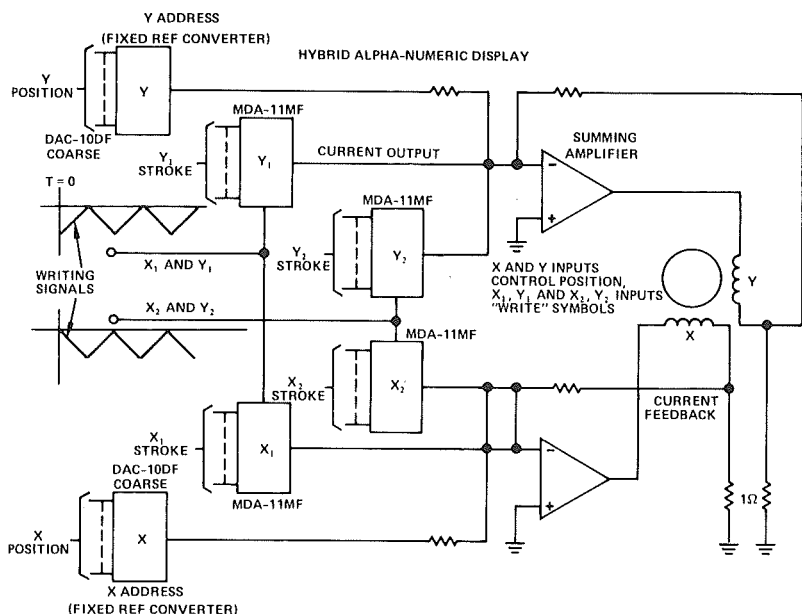 Y ADDRESS
(FIXED REF CONVERTER)
HYBRID ALPHA-NUMERIC DISPLAY
Y
POSITION
Y
DAC-10DF
COARSE
MDA-11MF
Y₁
STROKE
Y₁
CURRENT OUTPUT
SUMMING
AMPLIFIER
−
+
T = 0
MDA-11MF
Y₂
STROKE
Y₂
WRITING
SIGNALS
X₁ AND Y₁
X₂ AND Y₂
X AND Y INPUTS
CONTROL POSITION,
X₁, Y₁ AND X₂, Y₂ INPUTS
"WRITE" SYMBOLS
Y
X
MDA-11MF
X₂
STROKE
X₂
CURRENT
FEEDBACK
X₁
STROKE
X₁
MDA-11MF
−
+
1Ω
DAC-10DF
COARSE
X
POSITION
X
X ADDRESS
(FIXED REF CONVERTER)